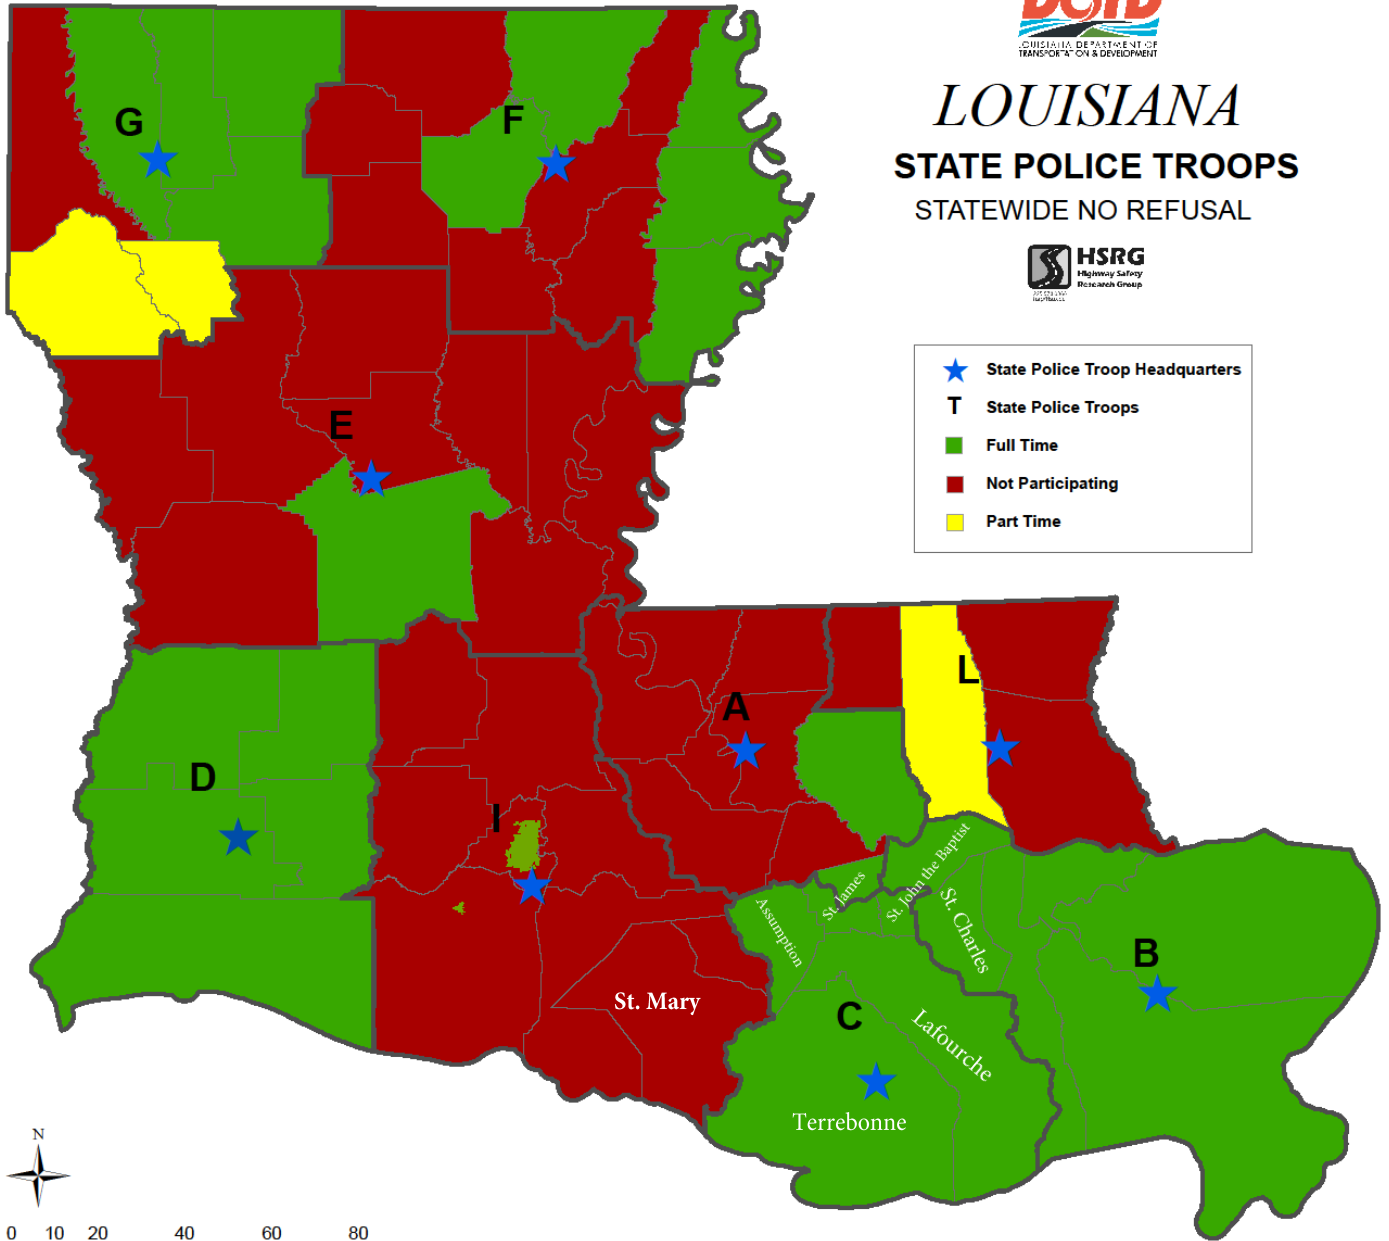 DOTD
LOUISIANA DEPARTMENT OF
TRANSPORTATION & DEVELOPMENT
LOUISIANA
STATE POLICE TROOPS
STATEWIDE NO REFUSAL
HSRG
Highway Safety
Research Group
State Police Troop Headquarters
T State Police Troops
Full Time
Not Participating
Part Time
G
F
E
L
A
D
I
St. John the Baptist
St. James
Assumption
St. Charles
B
St. Mary
C
Lafourche
Terrebonne
N
0 10 20 40 60 80